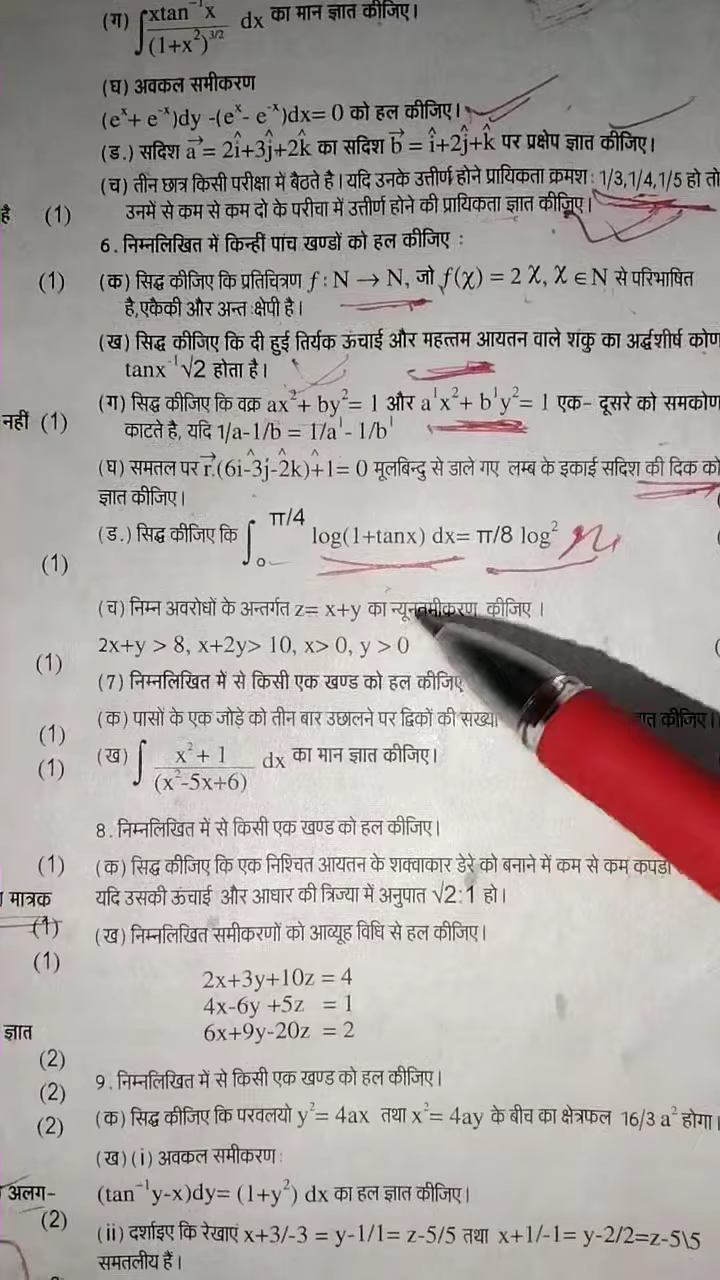 (ग) ∫ xtan⁻¹x / (1+x²)^3/2 dx का मान ज्ञात कीजिए।
(घ) अवकल समीकरण
(eˣ+ e⁻ˣ)dy -(eˣ- e⁻ˣ)dx= 0 को हल कीजिए।
(ड.) सदिश a⃗ = 2î+3ĵ+2k̂ का सदिश b⃗ = î+2ĵ+k̂ पर प्रक्षेप ज्ञात कीजिए।
(च) तीन छात्र किसी परीक्षा में बैठते है। यदि उनके उत्तीर्ण होने प्रायिकता क्रमश: 1/3,1/4,1/5 हो तो
है (1) उनमें से कम से कम दो के परीचा में उत्तीर्ण होने की प्रायिकता ज्ञात कीजिए।
6. निम्नलिखित में किन्हीं पांच खण्डों को हल कीजिए :
(1) (क) सिद्ध कीजिए कि प्रतिचित्रण f : N → N, जो f(χ) = 2 χ, χ ∈ N से परिभाषित
है,एकैकी और अन्त:क्षेपी है।
(ख) सिद्ध कीजिए कि दी हुई तिर्यक ऊंचाई और महत्तम आयतन वाले शंकु का अर्द्धशीर्ष कोण
tanx⁻¹√2 होता है।
(ग) सिद्ध कीजिए कि वक्र ax²+ by²= 1 और a¹x²+ b¹y²= 1 एक- दूसरे को समकोण
नहीं (1) काटते है, यदि 1/a-1/b = 1/a¹- 1/b¹
(घ) समतल पर r⃗.(6î-3ĵ-2k̂)+1= 0 मूलबिन्दु से डाले गए लम्ब के इकाई सदिश की दिक को
ज्ञात कीजिए।
(ड.) सिद्ध कीजिए कि ∫₀^π/4 log(1+tanx) dx= π/8 log²
(1)
(च) निम्न अवरोधों के अन्तर्गत z= x+y का न्यूनतमीकरण कीजिए ।
(1) 2x+y > 8, x+2y> 10, x> 0, y > 0
(7) निम्नलिखित में से किसी एक खण्ड को हल कीजिए
(1) (क) पासों के एक जोड़े को तीन बार उछालने पर द्विकों की सख्या कीजिए।
(1) (ख) ∫ x²+ 1 / (x²-5x+6) dx का मान ज्ञात कीजिए।
8. निम्नलिखित में से किसी एक खण्ड को हल कीजिए।
(1) (क) सिद्ध कीजिए कि एक निश्चित आयतन के शक्वाकार डेरे को बनाने में कम से कम कपड़ा
मात्रक यदि उसकी ऊंचाई और आधार की त्रिज्या में अनुपात √2:1 हो।
(1) (ख) निम्नलिखित समीकरणों को आव्यूह विधि से हल कीजिए।
(1)
2x+3y+10z = 4
4x-6y +5z = 1
ज्ञात 6x+9y-20z = 2
(2)
(2) 9. निम्नलिखित में से किसी एक खण्ड को हल कीजिए।
(2) (क) सिद्ध कीजिए कि परवलयो y²= 4ax तथा x²= 4ay के बीच का क्षेत्रफल 16/3 a² होगा।
(ख) (i) अवकल समीकरण:
अलग- (tan⁻¹y-x)dy= (1+y²) dx का हल ज्ञात कीजिए।
(2) (ii) दर्शाइए कि रेखाएं x+3/-3 = y-1/1= z-5/5 तथा x+1/-1= y-2/2=z-5\5
समतलीय हैं।